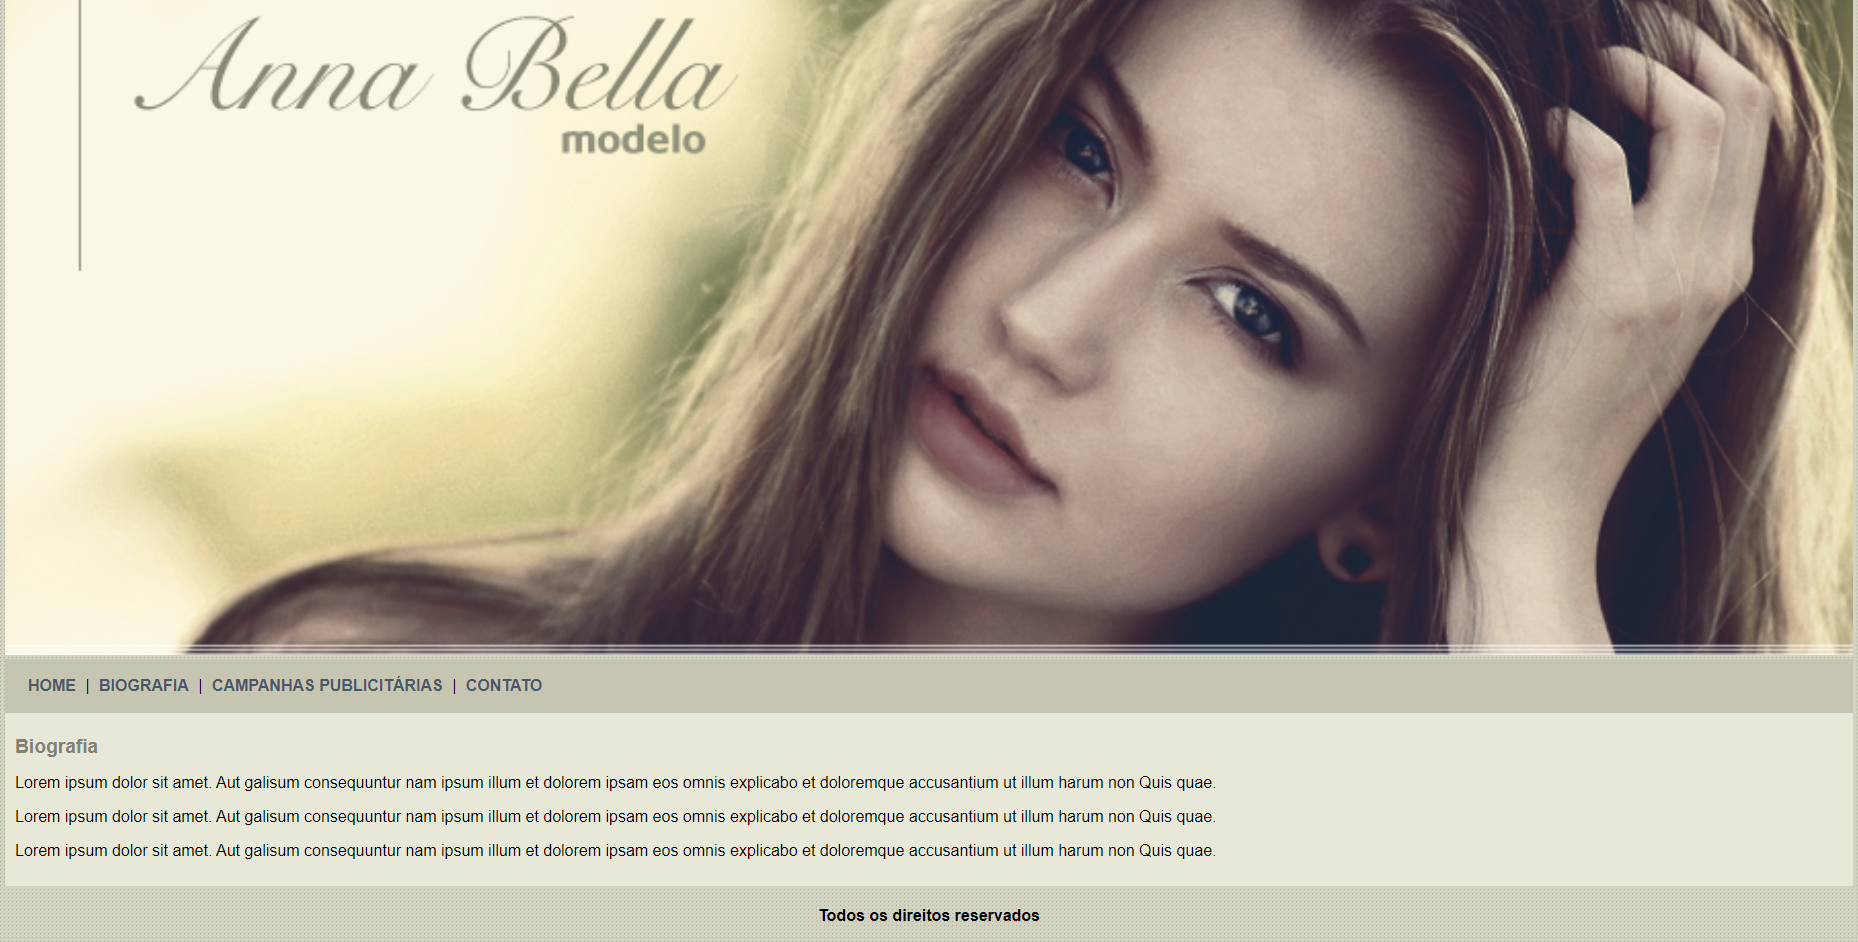 Anna Bella
modelo
HOME | BIOGRAFIA | CAMPANHAS PUBLICITÁRIAS | CONTATO
Biografia
Lorem ipsum dolor sit amet. Aut galisum consequuntur nam ipsum illum et dolorem ipsam eos omnis explicabo et doloremque accusantium ut illum harum non Quis quae.
Lorem ipsum dolor sit amet. Aut galisum consequuntur nam ipsum illum et dolorem ipsam eos omnis explicabo et doloremque accusantium ut illum harum non Quis quae.
Lorem ipsum dolor sit amet. Aut galisum consequuntur nam ipsum illum et dolorem ipsam eos omnis explicabo et doloremque accusantium ut illum harum non Quis quae.
Todos os direitos reservados